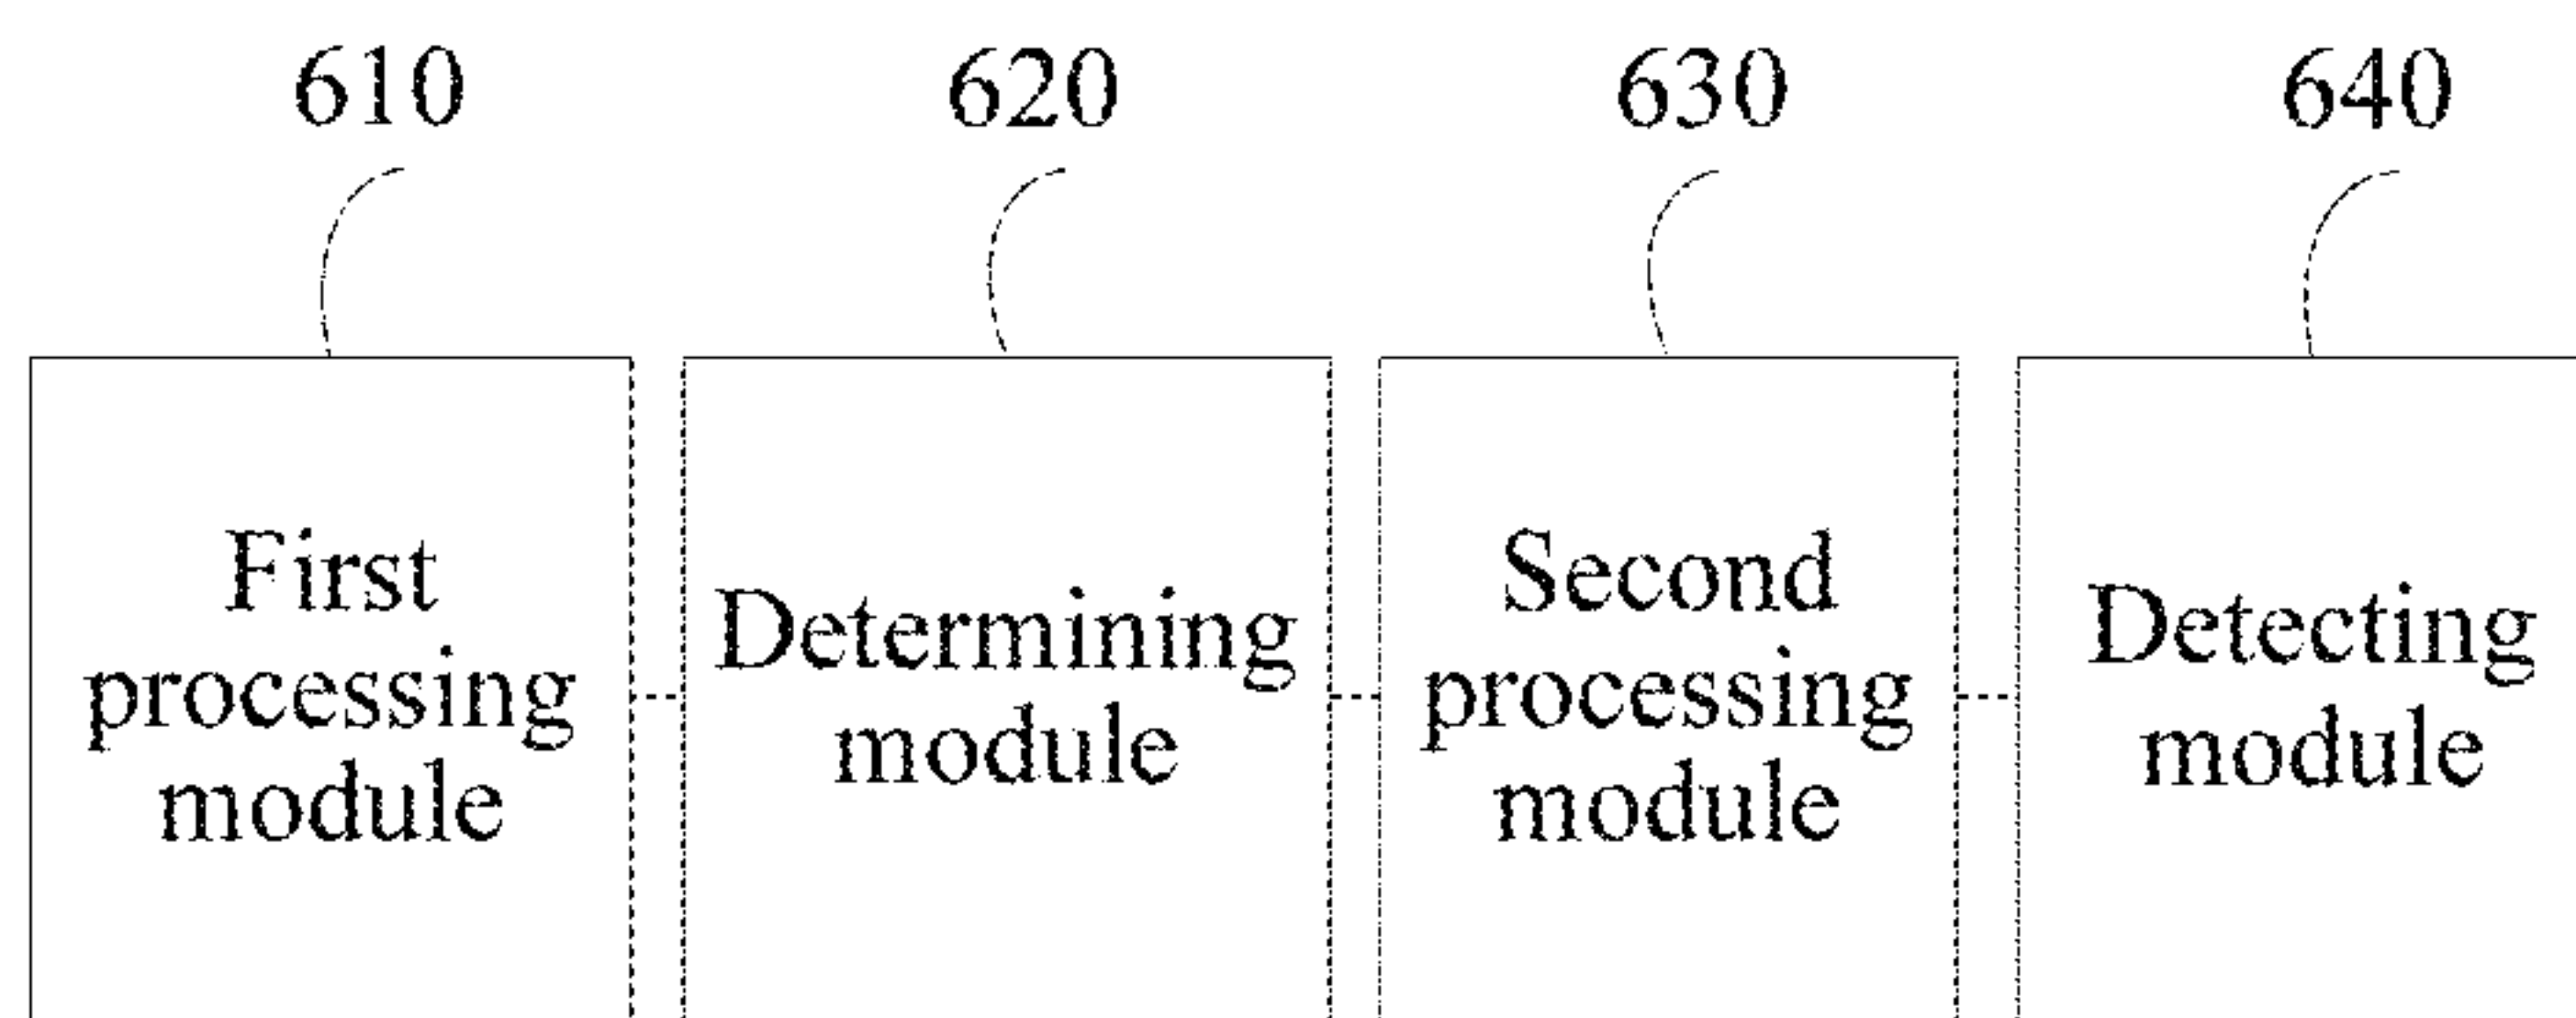 610 620 630 640
First
processing
module
Determining
module
Second
processing
module
Detecting
module